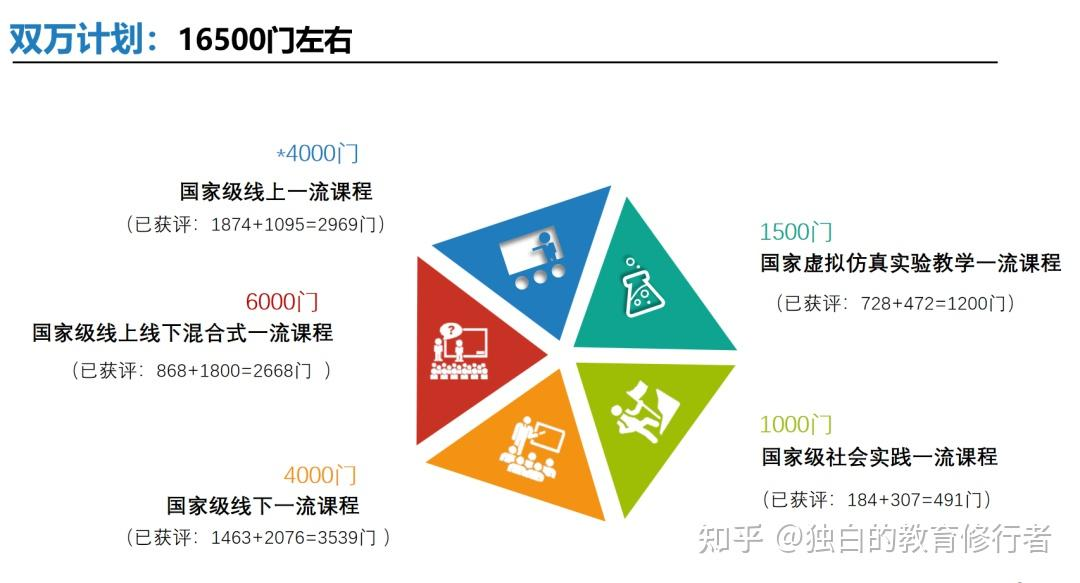 双万计划：16500门左右
*4000门
国家级线上一流课程
（已获评：1874+1095=2969门）
1500门
国家虚拟仿真实验教学一流课程
（已获评：728+472=1200门）
6000门
国家级线上线下混合式一流课程
（已获评：868+1800=2668门 ）
?
1000门
国家级社会实践一流课程
（已获评：184+307=491门）
4000门
国家级线下一流课程
（已获评：1463+2076=3539门 ）
知乎 @独白的教育修行者